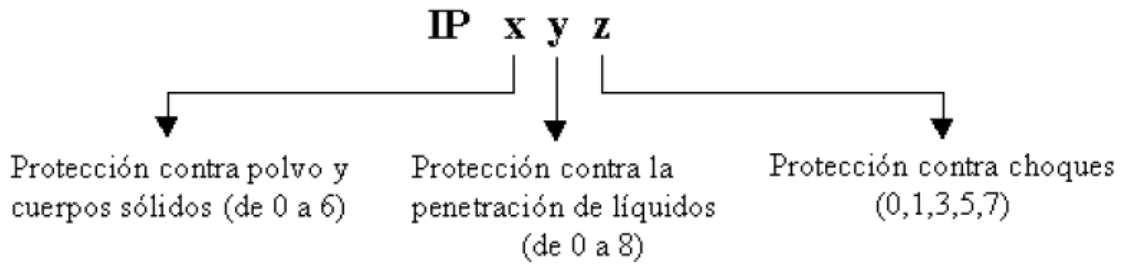 IP x y z
Protección contra polvo y
cuerpos sólidos (de 0 a 6)
Protección contra la
penetración de líquidos
(de 0 a 8)
Protección contra choques
(0,1,3,5,7)